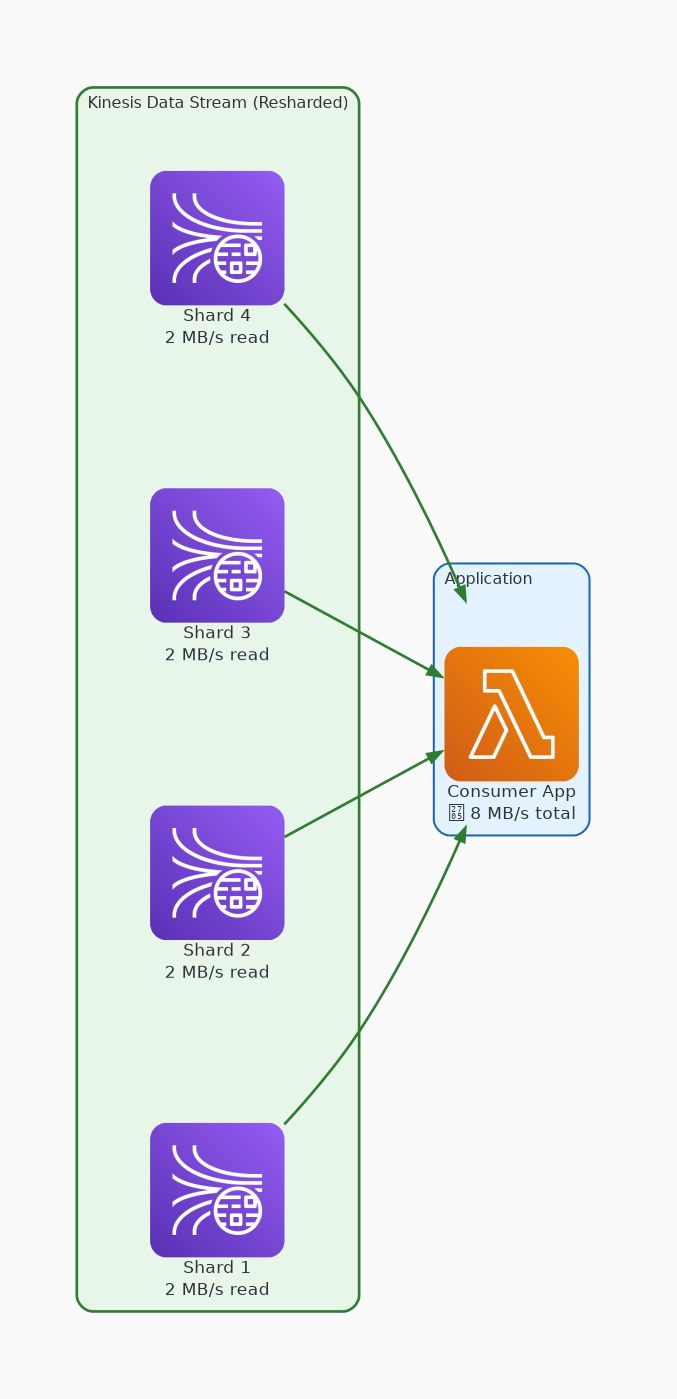 Kinesis Data Stream (Resharded)
Shard 4
2 MB/s read
Shard 3
2 MB/s read
Application
Consumer App
8 MB/s total
Shard 2
2 MB/s read
Shard 1
2 MB/s read